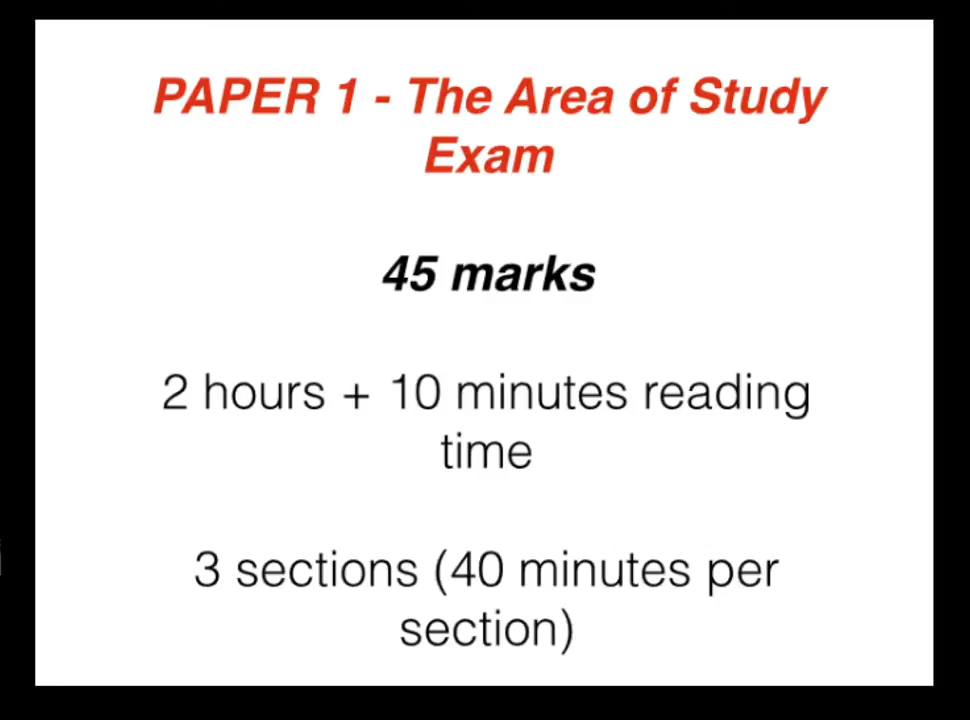 PAPER 1 - The Area of Study
Exam
45 marks
2 hours + 10 minutes reading
time
3 sections (40 minutes per
section)